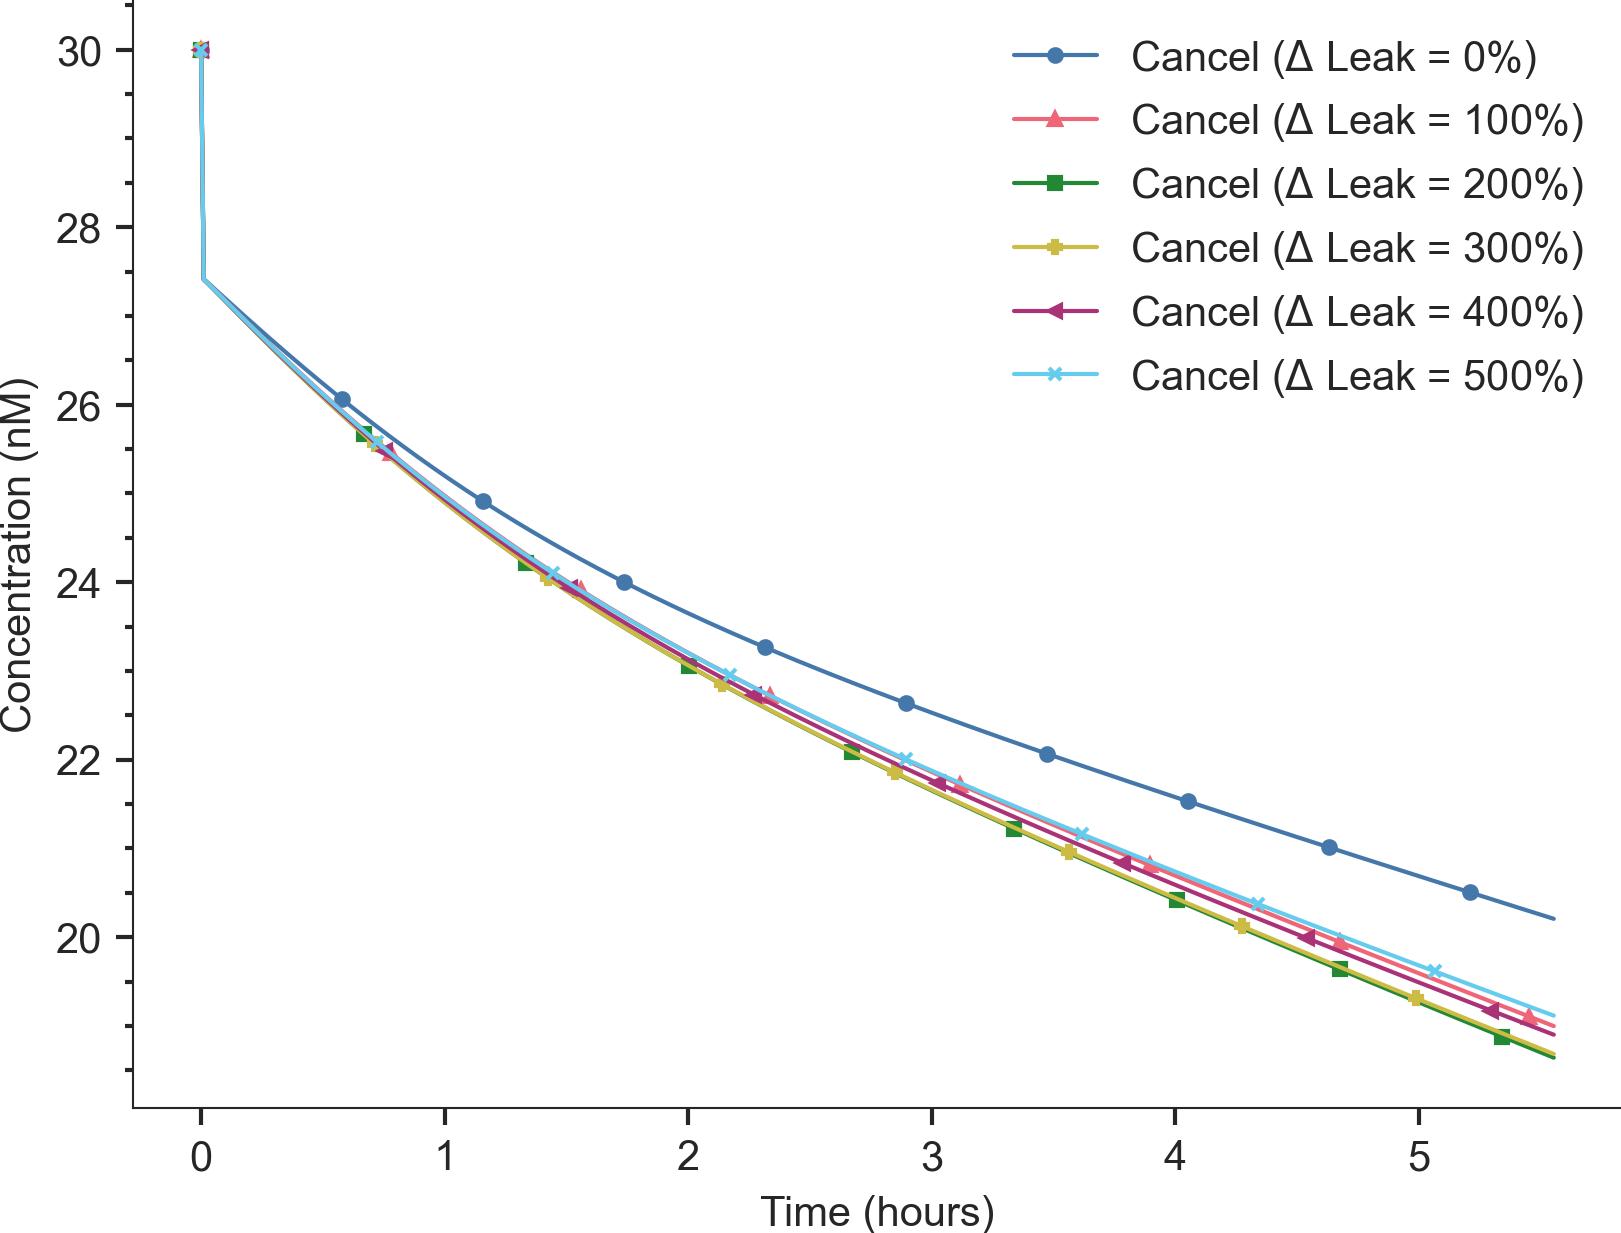 30
28
26
24
22
20
Concentration (nM)
Cancel (Δ Leak = 0%)
Cancel (Δ Leak = 100%)
Cancel (Δ Leak = 200%)
Cancel (Δ Leak = 300%)
Cancel (Δ Leak = 400%)
Cancel (Δ Leak = 500%)
0 1 2 3 4 5
Time (hours)